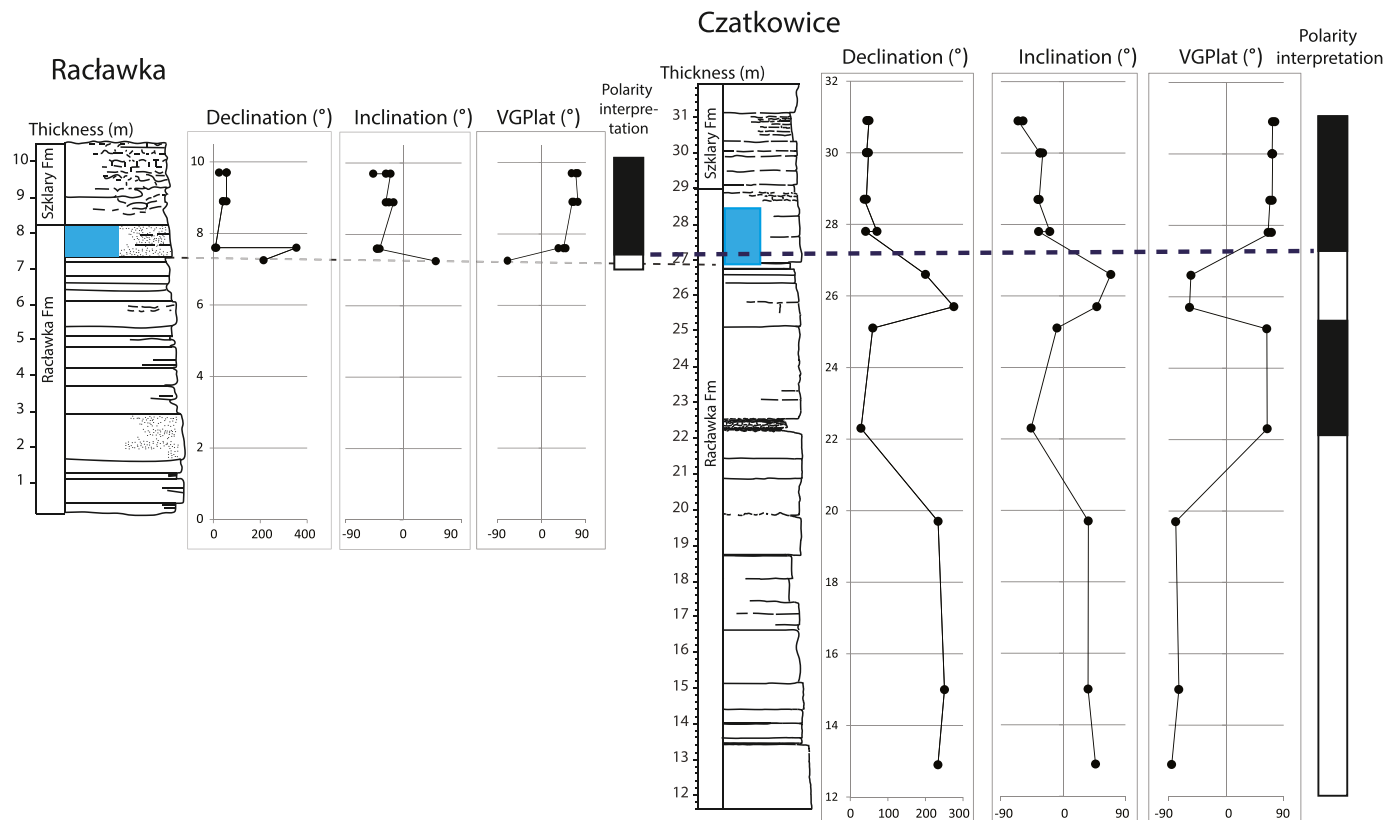 Czatkowice
Racławka
Thickness (m)
Declination (°)
Inclination (°)
VGPlat (°)
Polarity
interpre-
tation
10
9
8
7
6
5
4
3
2
1
Szklary Fm
Racławka Fm
10
8
6
4
2
0
0 200 400
-90 0 90
-90 0 90
Thickness (m)
Declination (°)
Inclination (°)
VGPlat (°)
Polarity
interpretation
31
30
29
28
27
26
25
24
23
22
21
20
19
18
17
16
15
14
13
12
Szklary Fm
Racławka Fm
32
30
28
26
24
22
20
18
16
14
12
0 100 200 300
-90 0 90
-90 0 90